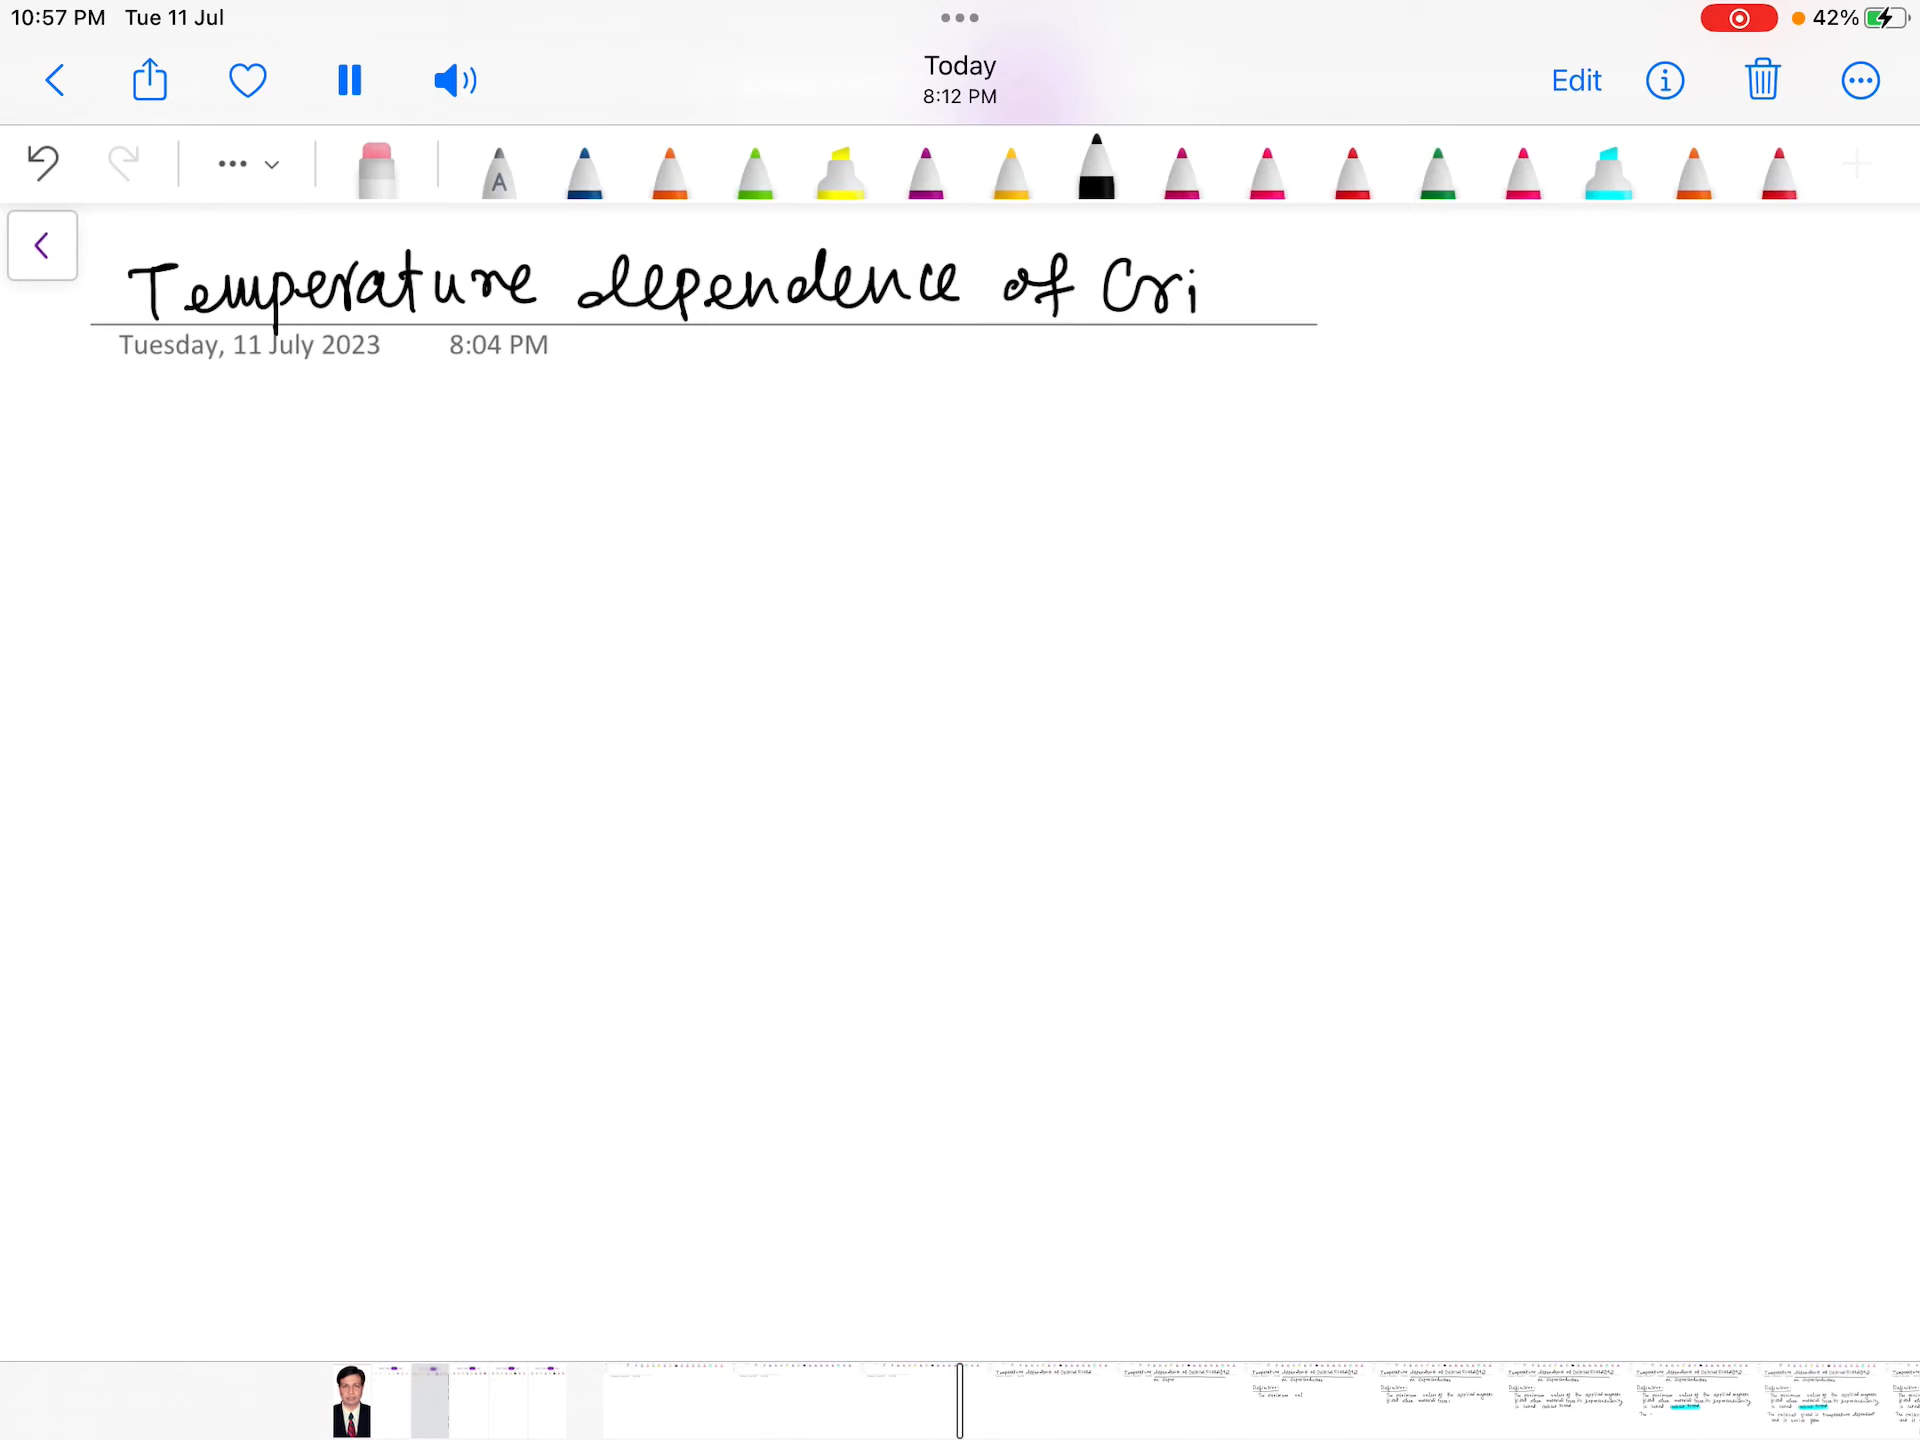 10:57 PM Tue 11 Jul
42%
Today
8:12 PM
Edit
A
Temperature dependence of Cri
Tuesday, 11 July 2023 8:04 PM